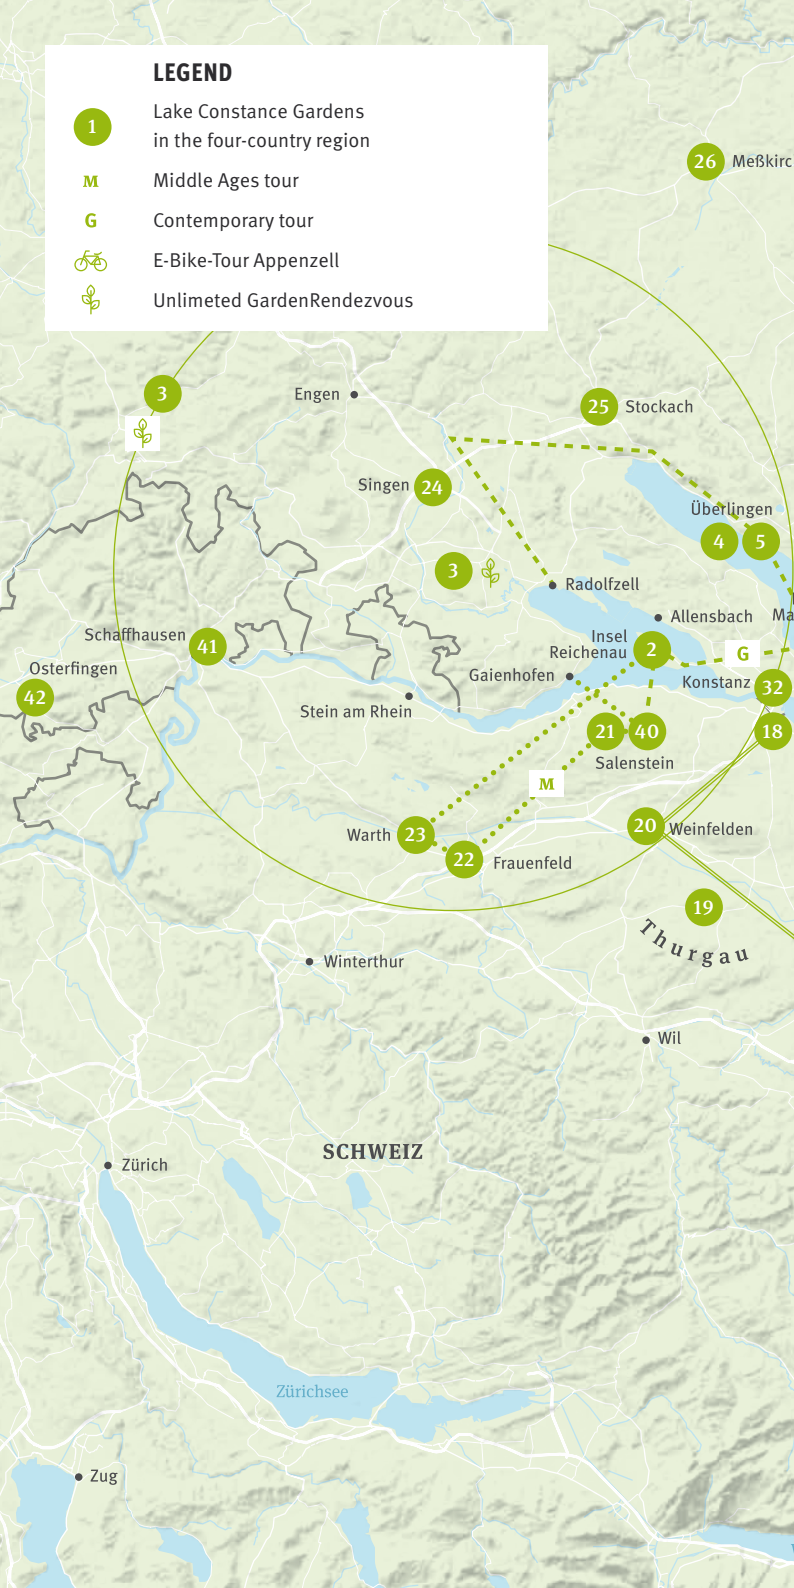 LEGEND
1
Lake Constance Gardens
in the four-country region
M
Middle Ages tour
G
Contemporary tour
E-Bike-Tour Appenzell
Unlimeted GardenRendezvous
26
Meßkirc
3
Engen
25
Stockach
Singen
24
Überlingen
4
5
3
Radolfzell
Allensbach
Ma
Schaffhausen
41
Insel
Reichenau
2
G
Osterfingen
42
Gaienhofen
Konstanz
32
Stein am Rhein
21
40
18
Salenstein
M
Warth
23
20
Weinfelden
22
Frauenfeld
19
Thurgau
Winterthur
Wil
SCHWEIZ
Zürich
Zürichsee
Zug